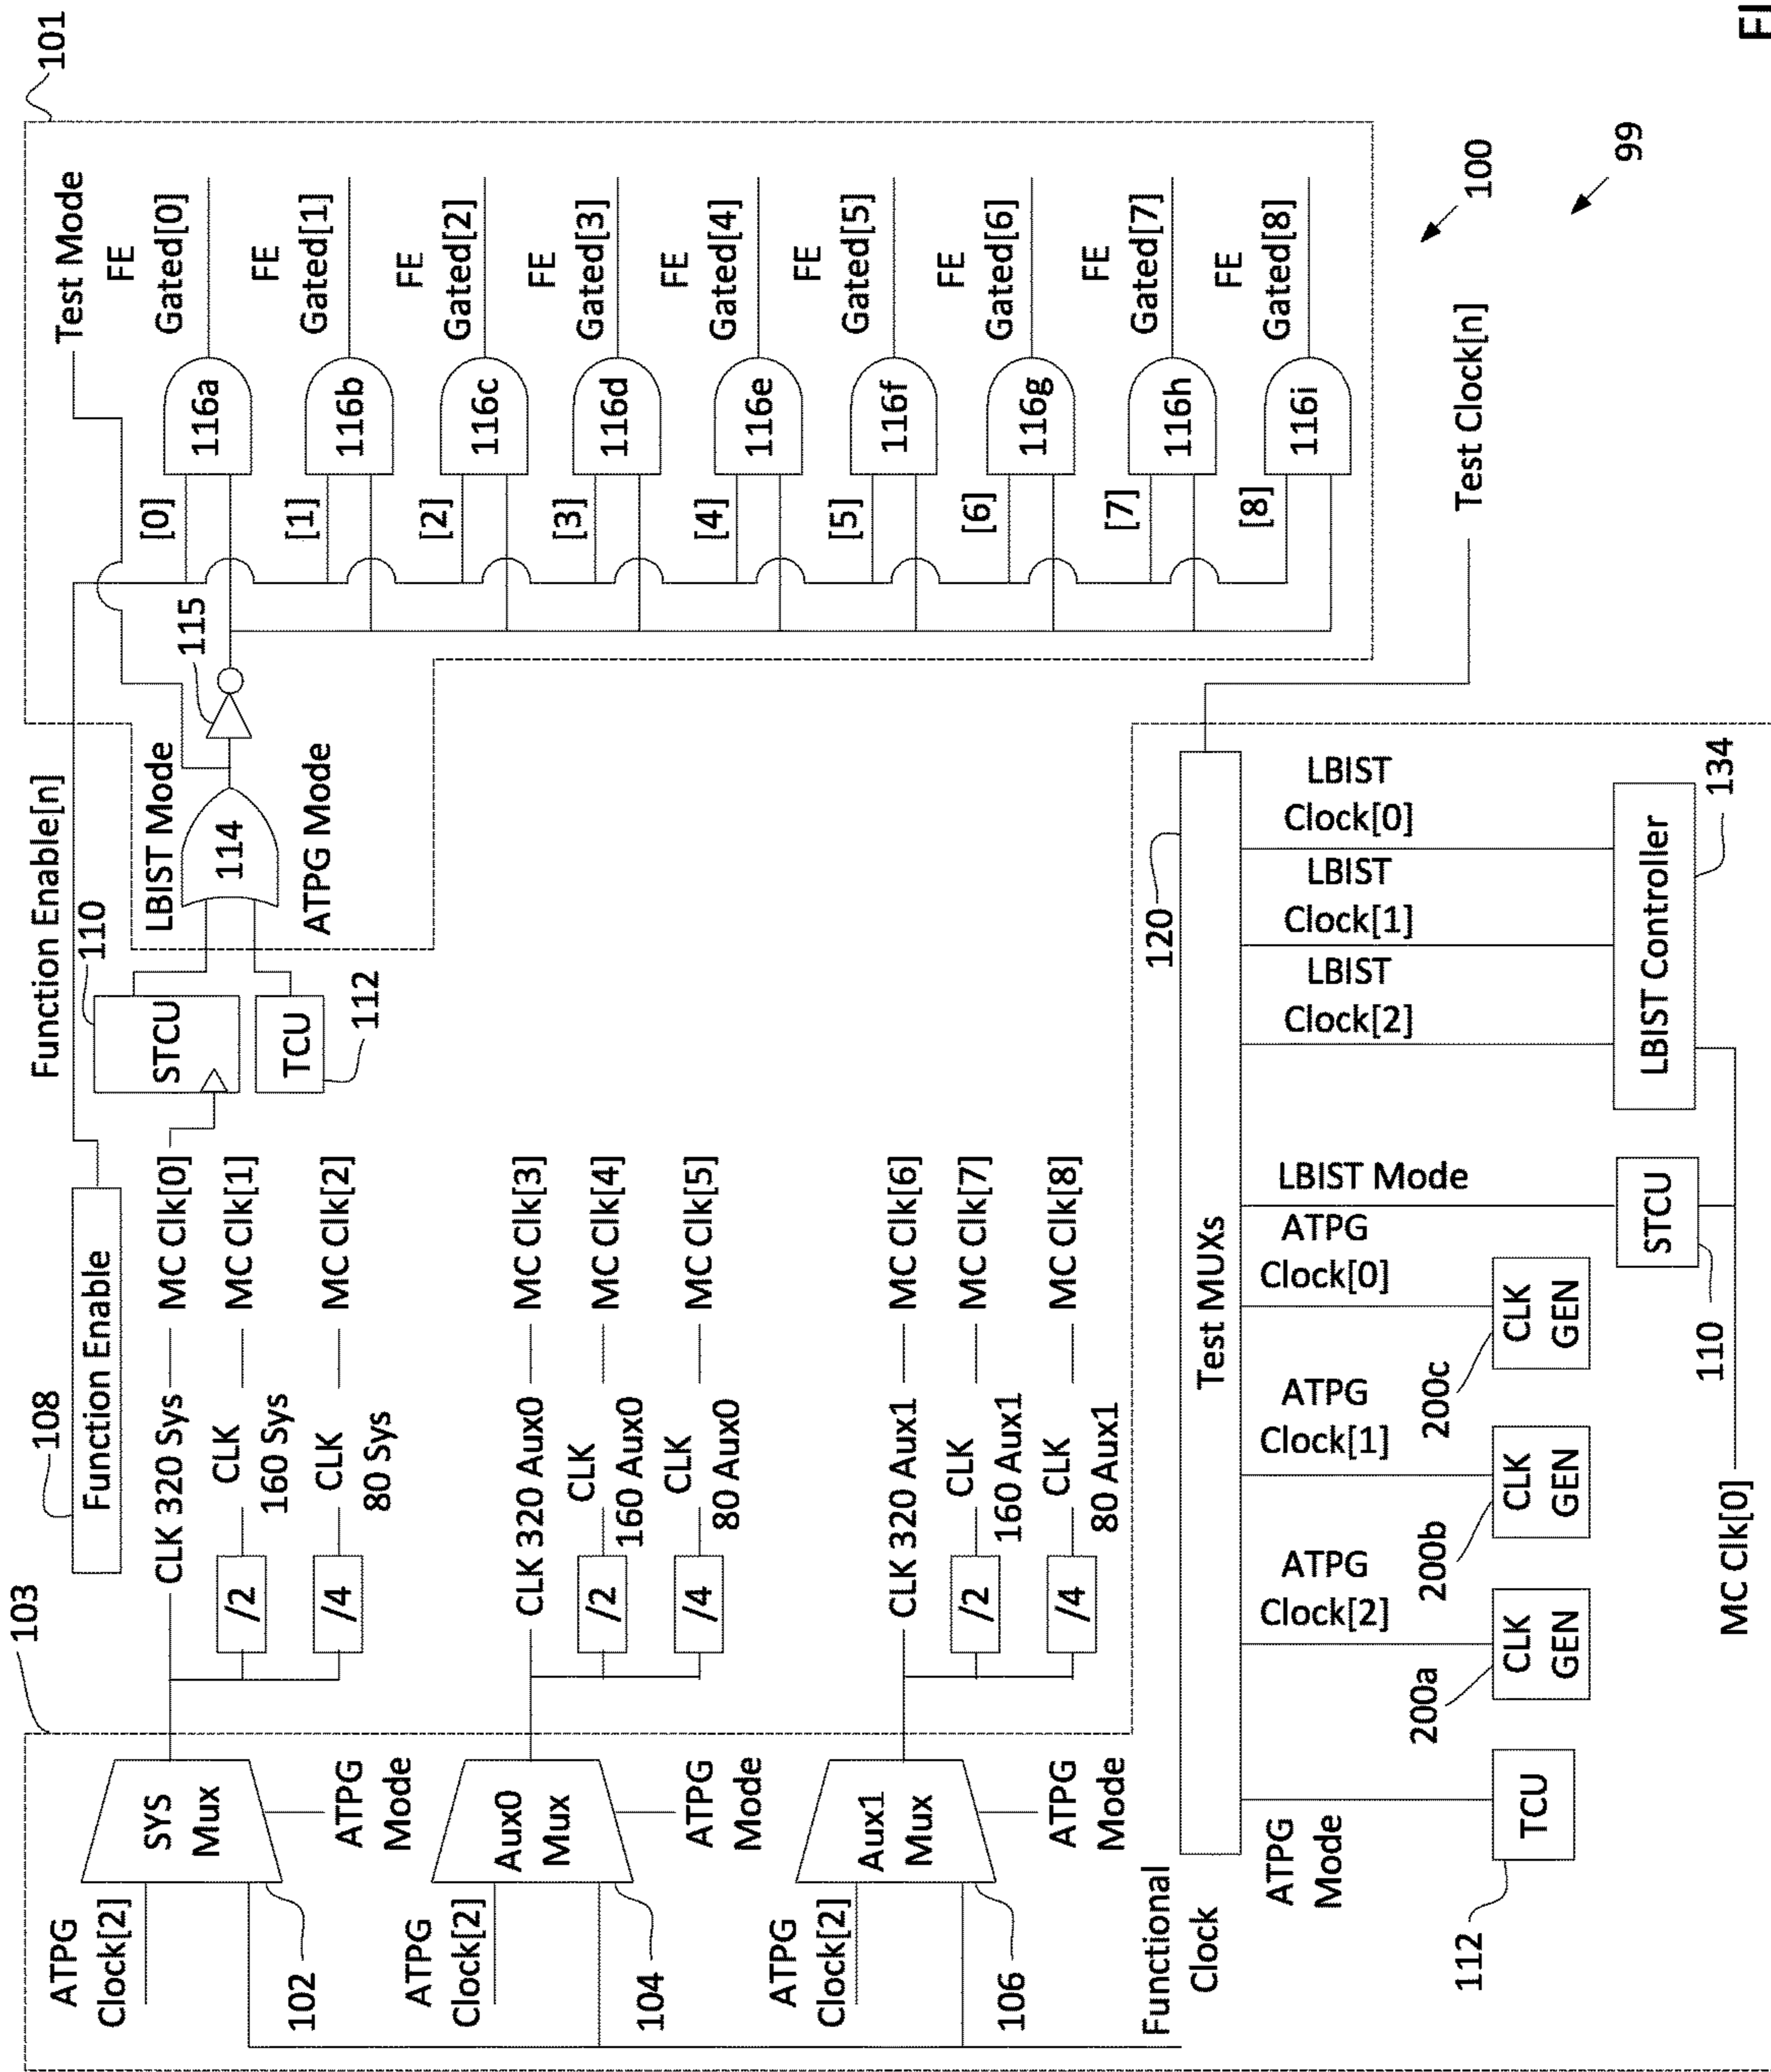 103
108
Function Enable
Function Enable[n]
101
ATPG
Clock[2]
SYS
Mux
102
ATPG
Mode
CLK 320 Sys
MC Clk[0]
/2
CLK
160 Sys
MC Clk[1]
/4
CLK
80 Sys
MC Clk[2]
110
STCU
TCU
112
LBIST Mode
114
ATPG Mode
115
Test Mode
[0]
116a
FE
Gated[0]
[1]
116b
FE
Gated[1]
[2]
116c
FE
Gated[2]
[3]
116d
FE
Gated[3]
[4]
116e
FE
Gated[4]
[5]
116f
FE
Gated[5]
[6]
116g
FE
Gated[6]
[7]
116h
FE
Gated[7]
[8]
116i
FE
Gated[8]
ATPG
Clock[2]
Aux0
Mux
104
ATPG
Mode
CLK 320 Aux0
MC Clk[3]
/2
CLK
160 Aux0
MC Clk[4]
/4
CLK
80 Aux0
MC Clk[5]
ATPG
Clock[2]
Aux1
Mux
106
ATPG
Mode
CLK 320 Aux1
MC Clk[6]
/2
CLK
160 Aux1
MC Clk[7]
/4
CLK
80 Aux1
MC Clk[8]
Functional
Clock
120
Test MUXs
Test Clock[n]
100
99
ATPG
Mode
TCU
112
ATPG
Clock[2]
200a
CLK
GEN
ATPG
Clock[1]
200b
CLK
GEN
ATPG
Clock[0]
200c
CLK
GEN
LBIST Mode
STCU
110
LBIST
Clock[2]
LBIST
Clock[1]
LBIST
Clock[0]
LBIST Controller
134
MC Clk[0]